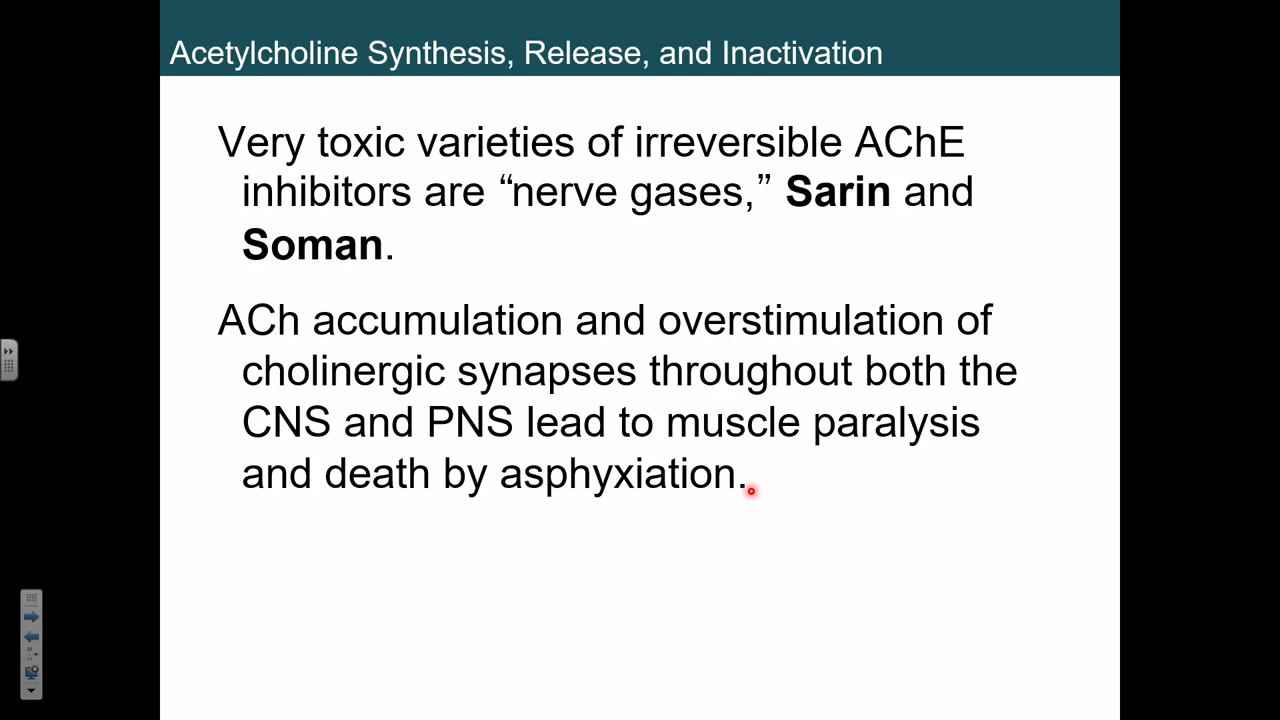 Acetylcholine Synthesis, Release, and Inactivation
Very toxic varieties of irreversible AChE
inhibitors are “nerve gases,” Sarin and
Soman.
ACh accumulation and overstimulation of
cholinergic synapses throughout both the
CNS and PNS lead to muscle paralysis
and death by asphyxiation.